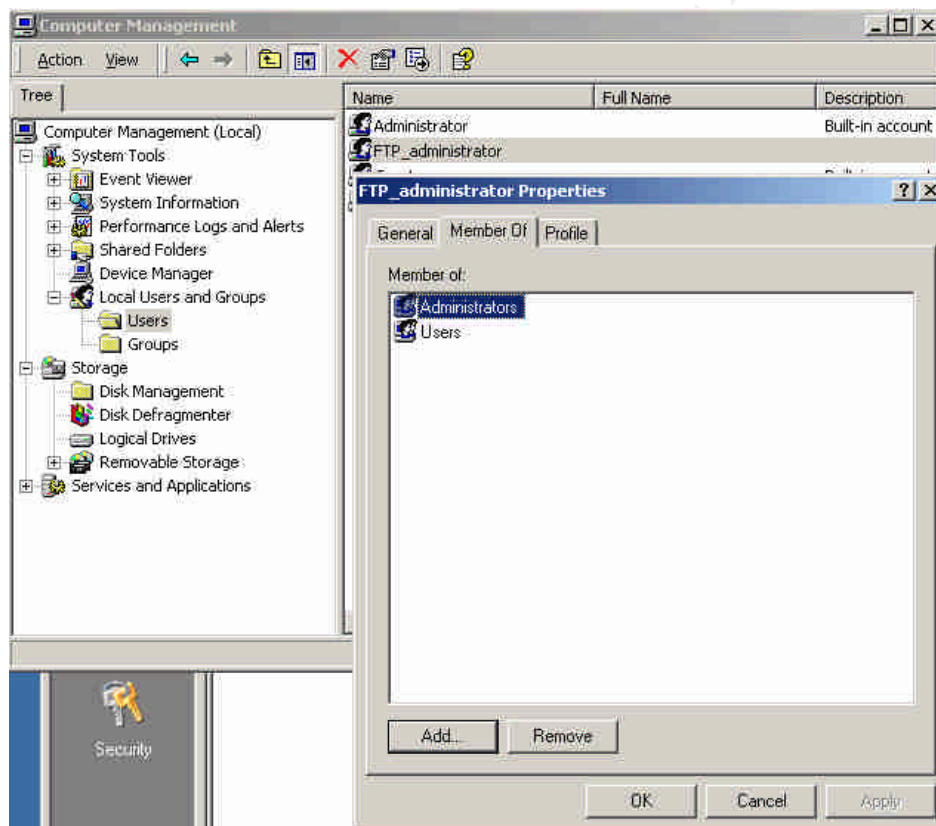 Computer Management
Action View
Tree
Name Full Name Description
Computer Management (Local)
System Tools
Event Viewer
System Information
Performance Logs and Alerts
Shared Folders
Device Manager
Local Users and Groups
Users
Groups
Storage
Disk Management
Disk Defragmenter
Logical Drives
Removable Storage
Services and Applications
Administrator Built-in account
FTP_administrator
FTP_administrator Properties
General Member Of Profile
Member of:
Administrators
Users
Add... Remove
OK Cancel Apply
Security